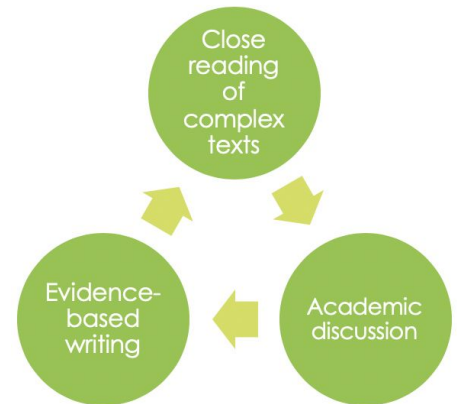 Close
reading
of
complex
texts
Evidence-
based
writing
Academic
discussion